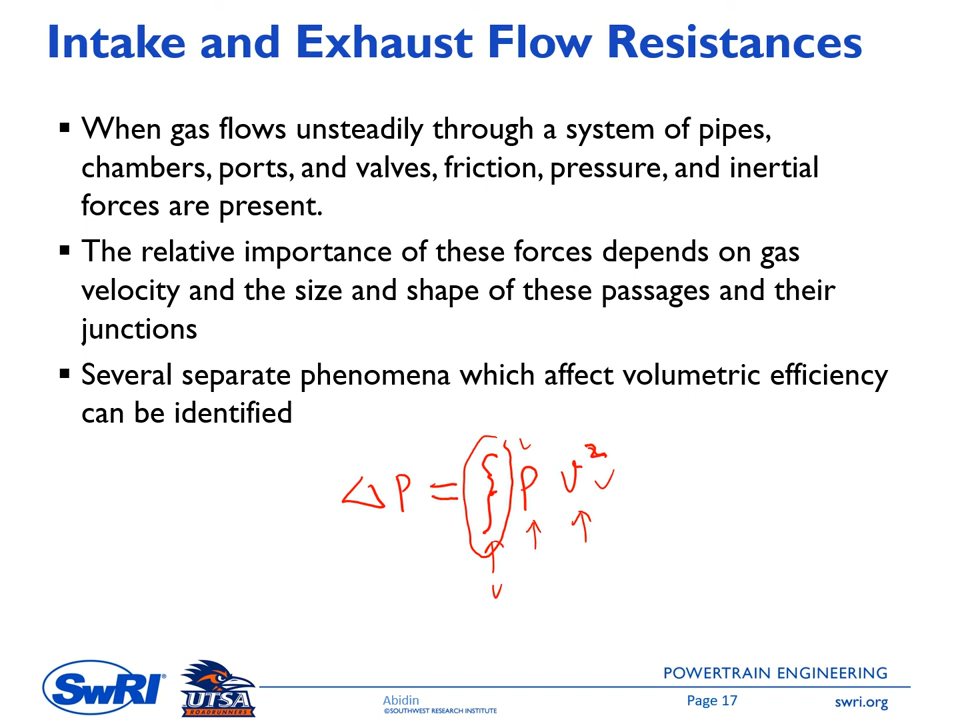 Intake and Exhaust Flow Resistances
▪ When gas flows unsteadily through a system of pipes,
chambers, ports, and valves, friction, pressure, and inertial
forces are present.
▪ The relative importance of these forces depends on gas
velocity and the size and shape of these passages and their
junctions
▪ Several separate phenomena which affect volumetric efficiency
can be identified
ΔP = ξ ρ v²
SwRI
UTSA
ROADRUNNERS
POWERTRAIN ENGINEERING
Abidin
©SOUTHWEST RESEARCH INSTITUTE
Page 17
swri.org